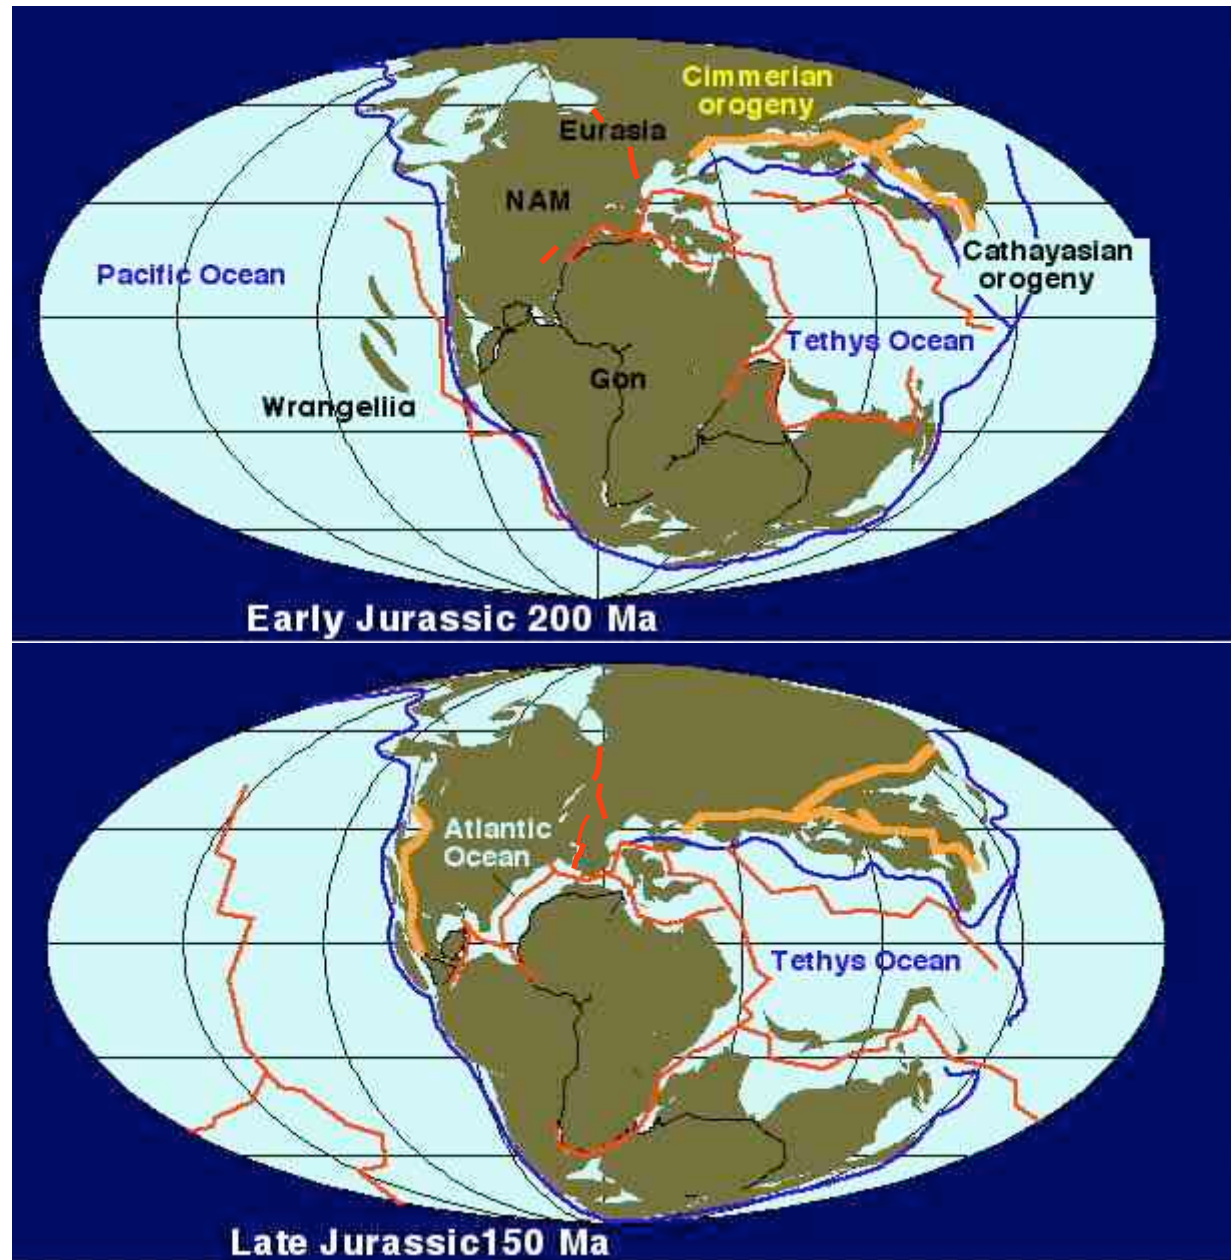 Cimmerian
orogeny
Eurasia
NAM
Cathayasian
orogeny
Pacific Ocean
Tethys Ocean
Gon
Wrangellia
Early Jurassic 200 Ma
Atlantic
Ocean
Tethys Ocean
Late Jurassic150 Ma